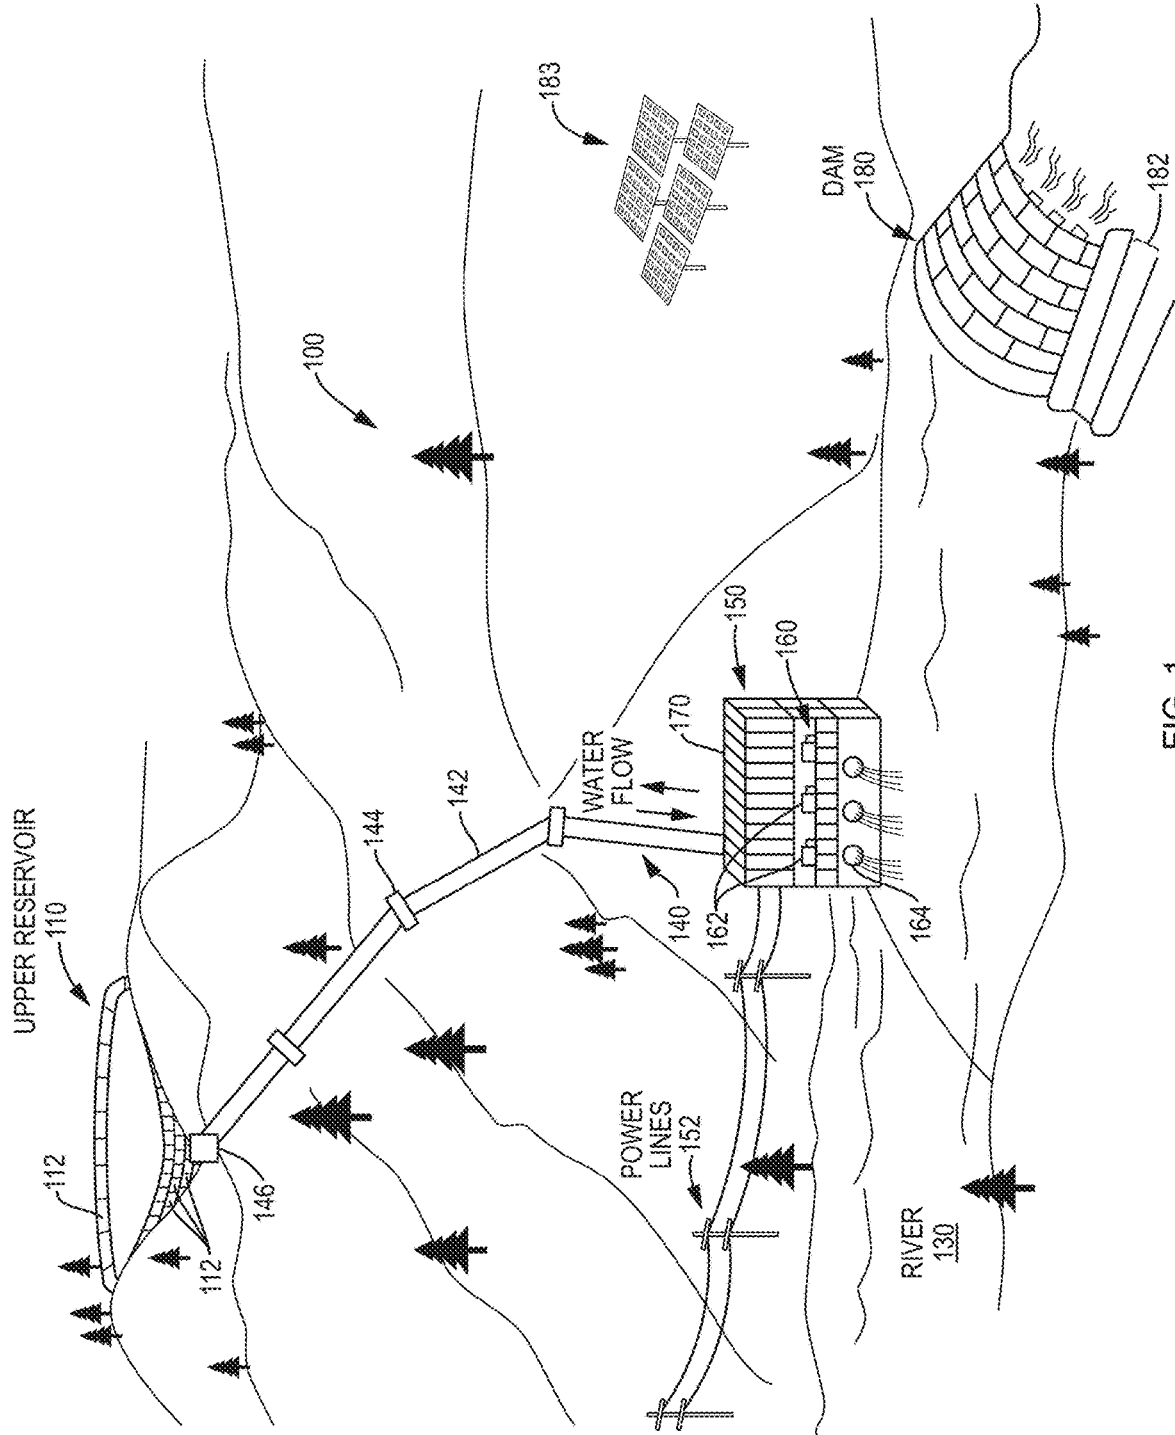 UPPER RESERVOIR
110
112
112
146
144
142
100
183
WATER
FLOW
140
170
150
160
162
164
POWER
LINES
152
RIVER
130
DAM
180
182
FIG. 1